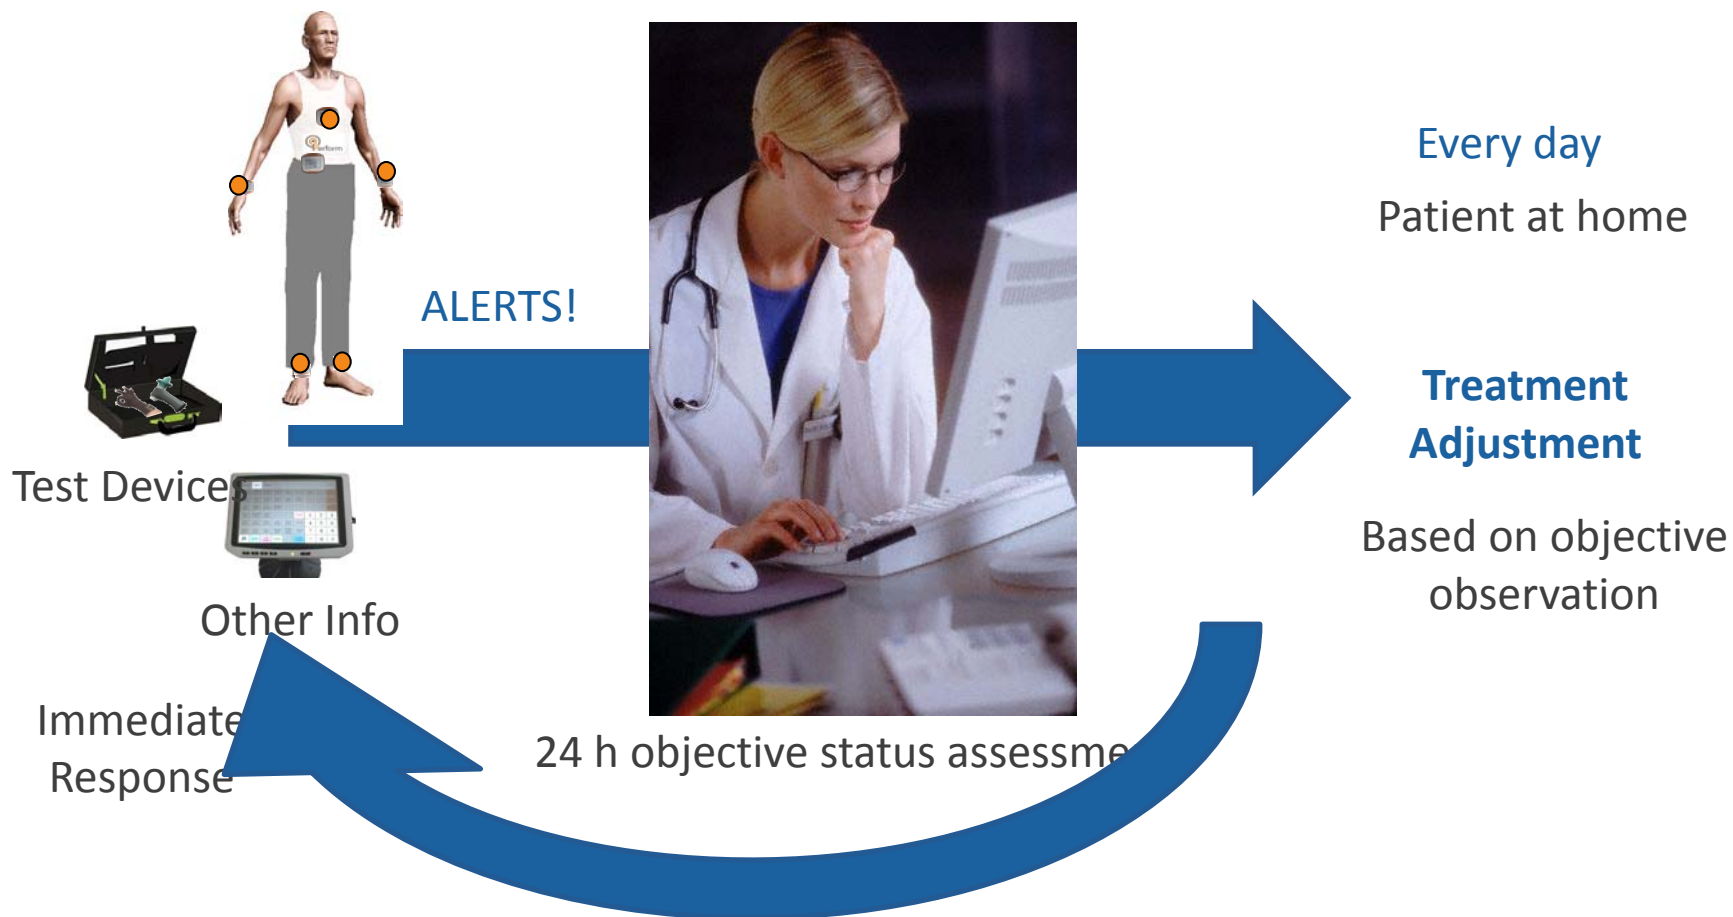 Every day
Patient at home
ALERTS!
Treatment
Adjustment
Test Devices
Based on objective
observation
Other Info
Immediate
Response
24 h objective status assessme